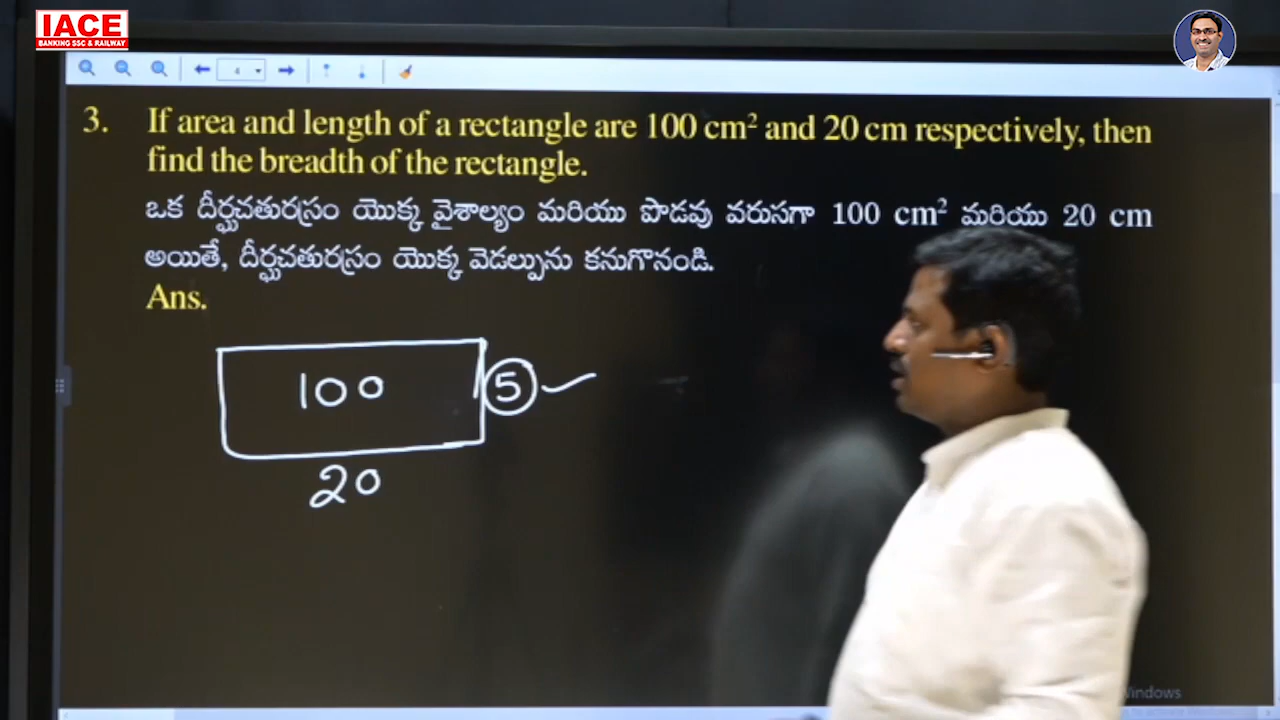 IACE
BANKING SSC & RAILWAY
4
3. If area and length of a rectangle are 100 cm² and 20 cm respectively, then
find the breadth of the rectangle.
ఒక దీర్ఘచతురస్రం యొక్క వైశాల్యం మరియు పొడవు వరుసగా 100 cm² మరియు 20 cm
అయితే, దీర్ఘచతురస్రం యొక్క వెడల్పును కనుగొనండి.
Ans.
100
5
20
Windows